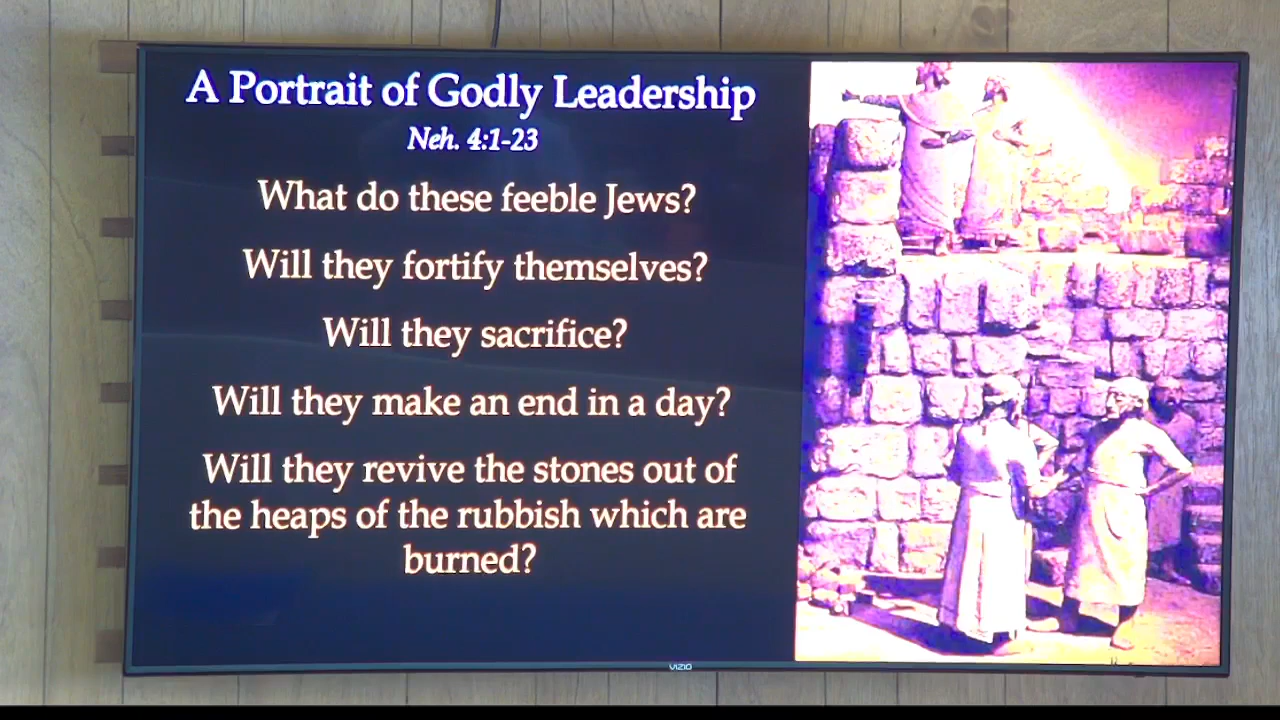 A Portrait of Godly Leadership
Neh. 4:1-23
What do these feeble Jews?
Will they fortify themselves?
Will they sacrifice?
Will they make an end in a day?
Will they revive the stones out of
the heaps of the rubbish which are
burned?
VIZIO